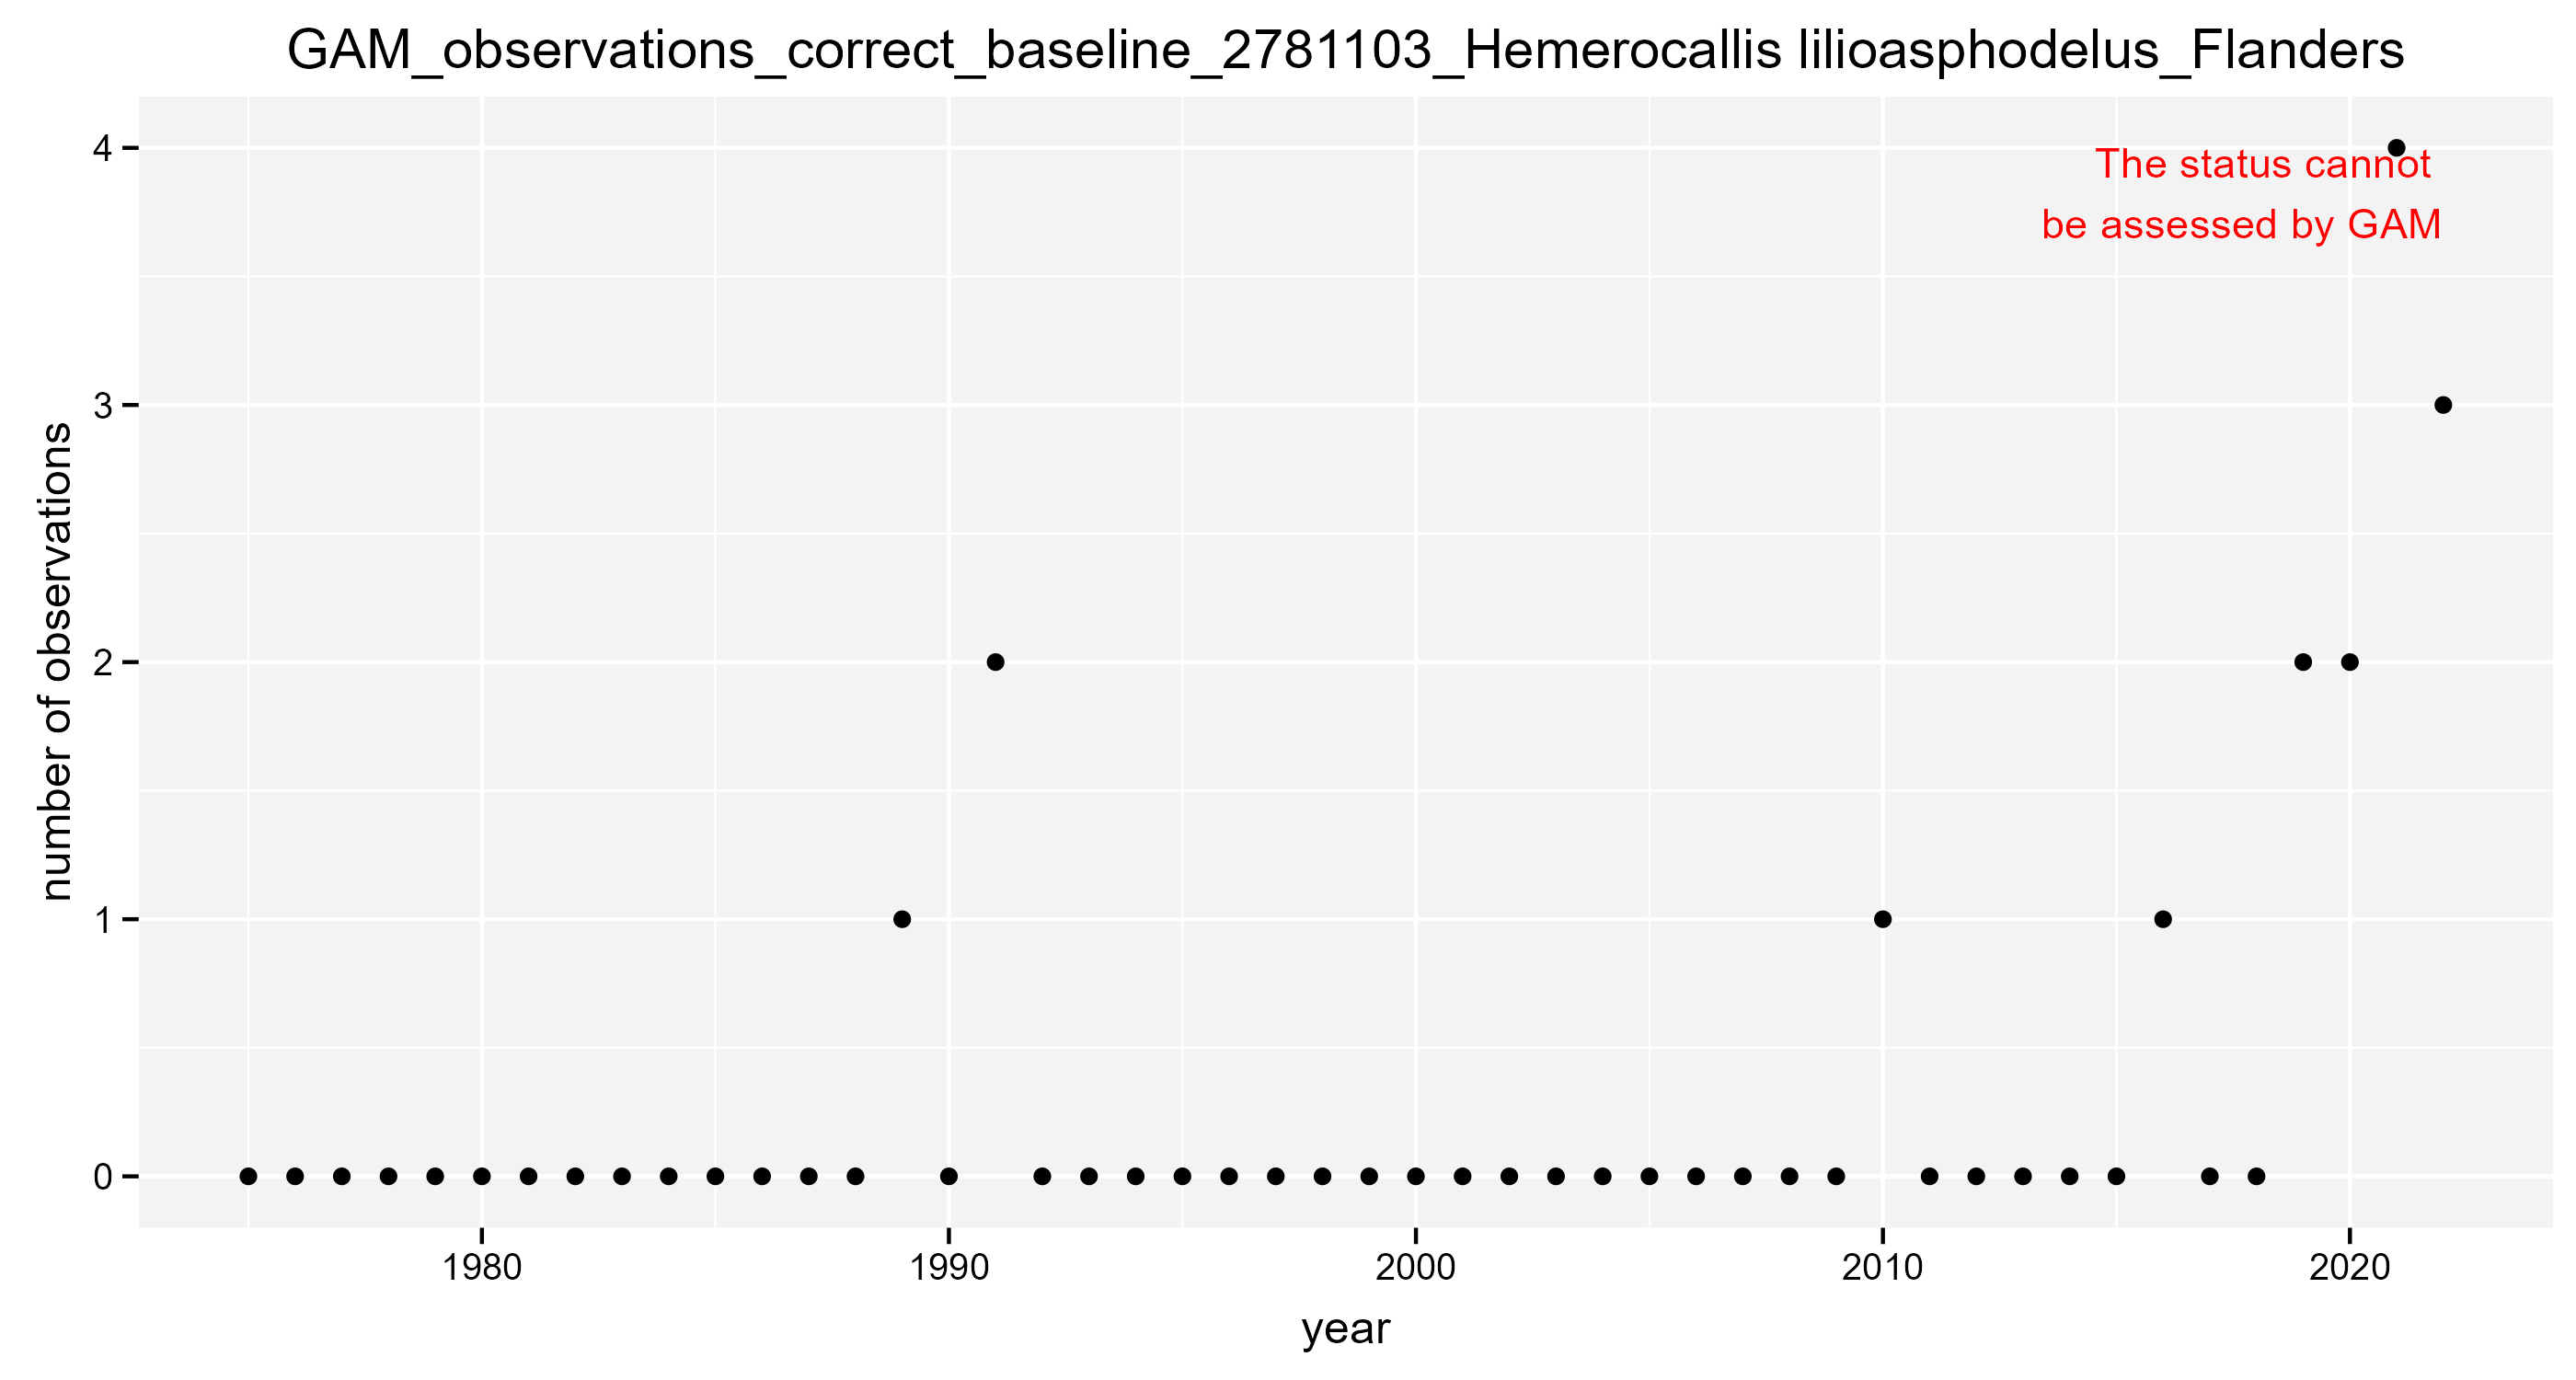 GAM_observations_correct_baseline_2781103_Hemerocallis lilioasphodelus_Flanders
4
The status cannot
be assessed by GAM
3
number of observations
2
1
0
1980 1990 2000 2010 2020
year